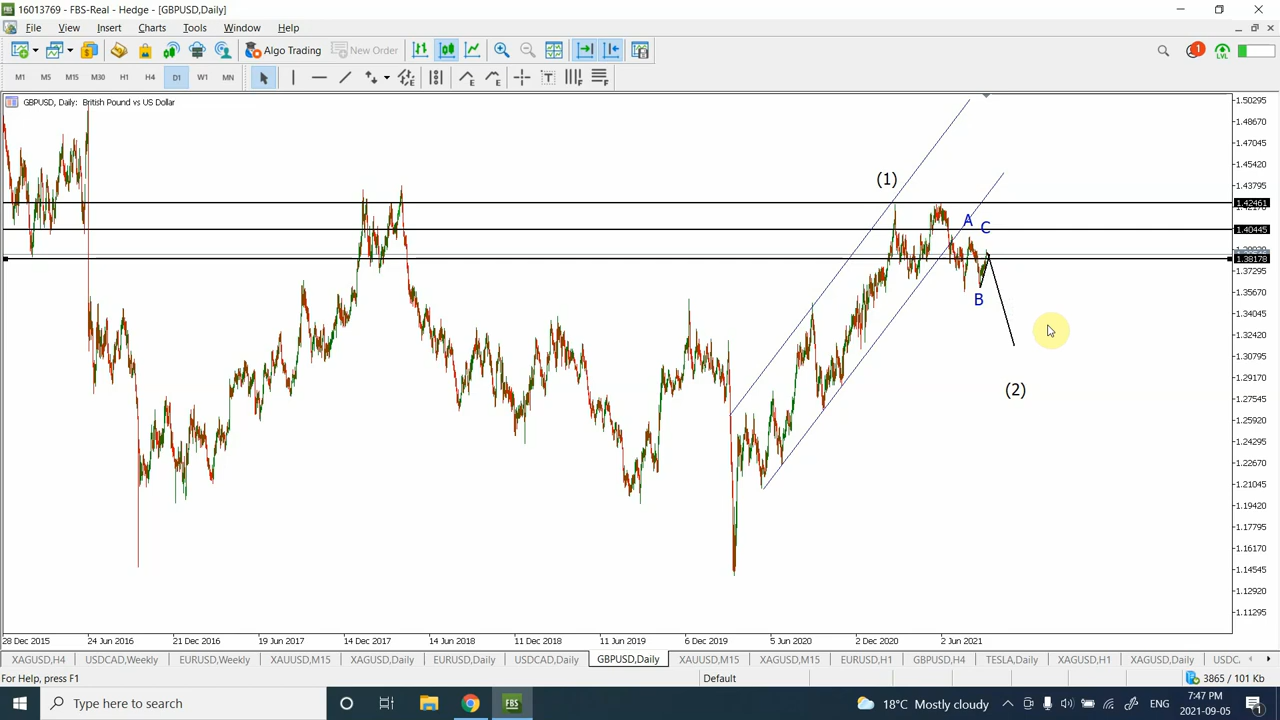 16013769 - FBS-Real - Hedge - [GBPUSD,Daily]
File View Insert Charts Tools Window Help
Algo Trading New Order 1 LVL
M1 M5 M15 M30 H1 H4 D1 W1 MN
GBPUSD, Daily: British Pound vs US Dollar
1.50295
1.48670
1.47045
1.45420
1.43795
(1)
1.42461
A
C
1.40445
1.38178
1.37295
B
1.35670
1.34045
1.30795
(2)
1.29170
1.27545
1.25920
1.24295
1.22670
1.21045
1.19420
1.17795
1.16170
1.14545
1.12920
1.11295
28 Dec 2015 24 Jun 2016 21 Dec 2016 19 Jun 2017 14 Dec 2017 14 Jun 2018 11 Dec 2018 11 Jun 2019 6 Dec 2019 5 Jun 2020 2 Dec 2020 2 Jun 2021
XAGUSD,H4 USDCAD,Weekly EURUSD,Weekly XAUUSD,M15 XAGUSD,Daily EURUSD,Daily USDCAD,Daily GBPUSD,Daily XAUUSD,M15 XAGUSD,M15 EURUSD,H1 GBPUSD,H4 TESLA,Daily XAGUSD,H1 XAGUSD,Daily USDC
For Help, press F1 Default 3865 / 101 Kb
Type here to search FBS 18°C Mostly cloudy ENG 7:47 PM
2021-09-05 1